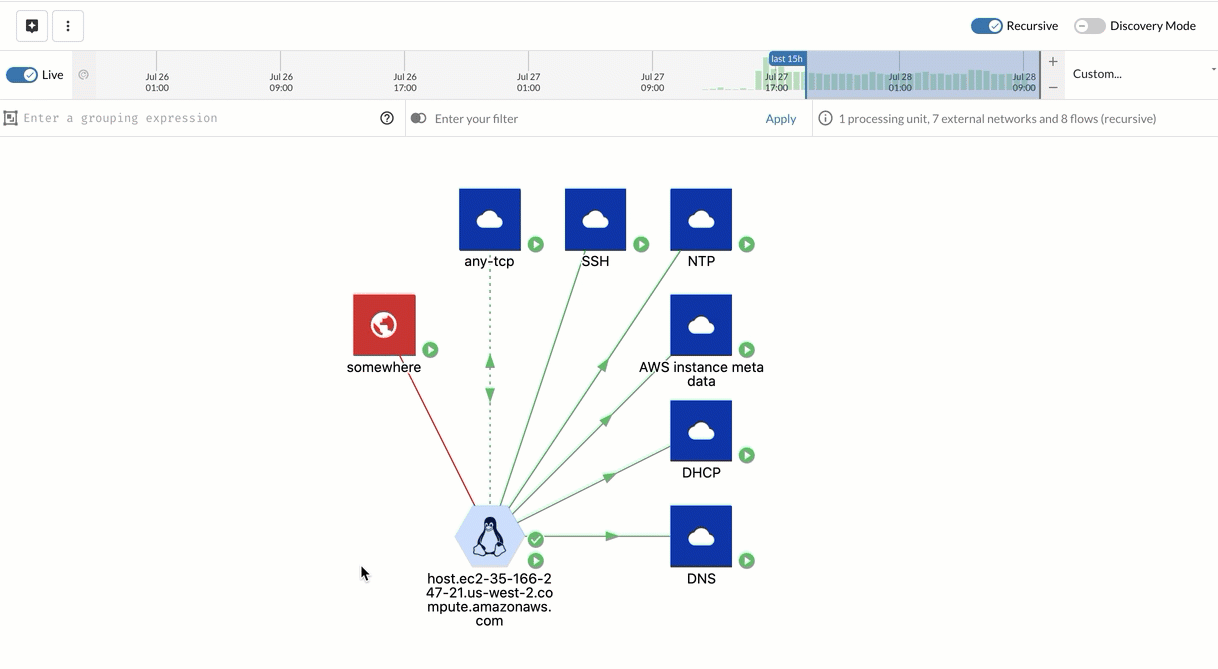 Recursive
Discovery Mode
Live
Jul 26
01:00
Jul 26
09:00
Jul 26
17:00
Jul 27
01:00
Jul 27
09:00
last 15h
Jul 27
17:00
Jul 28
01:00
Jul 28
09:00
Custom...
Enter a grouping expression
Enter your filter
Apply
1 processing unit, 7 external networks and 8 flows (recursive)
any-tcp
SSH
NTP
somewhere
AWS instance meta
data
DHCP
DNS
host.ec2-35-166-2
47-21.us-west-2.co
mpute.amazonaws.
com